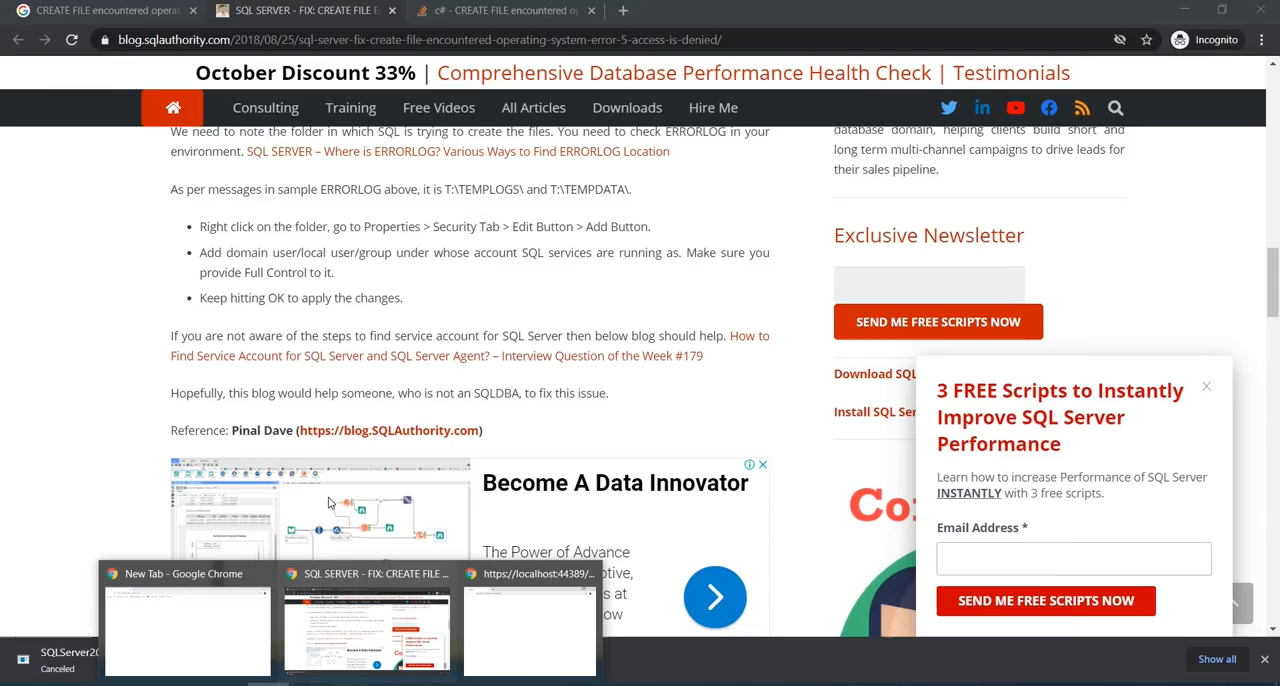 CREATE FILE encountered operat
SQL SERVER - FIX: CREATE FILE E
c# - CREATE FILE encountered op
blog.sqlauthority.com/2018/08/25/sql-server-fix-create-file-encountered-operating-system-error-5-access-is-denied/
Incognito
October Discount 33% | Comprehensive Database Performance Health Check | Testimonials
Consulting Training Free Videos All Articles Downloads Hire Me
We need to note the folder in which SQL is trying to create the files. You need to check ERRORLOG in your
environment. SQL SERVER – Where is ERRORLOG? Various Ways to Find ERRORLOG Location
As per messages in sample ERRORLOG above, it is T:\TEMPLOGS\ and T:\TEMPDATA\.
• Right click on the folder, go to Properties > Security Tab > Edit Button > Add Button.
• Add domain user/local user/group under whose account SQL services are running as. Make sure you
provide Full Control to it.
• Keep hitting OK to apply the changes.
If you are not aware of the steps to find service account for SQL Server then below blog should help. How to
Find Service Account for SQL Server and SQL Server Agent? – Interview Question of the Week #179
Hopefully, this blog would help someone, who is not an SQLDBA, to fix this issue.
Reference: Pinal Dave (https://blog.SQLAuthority.com)
Become A Data Innovator
The Power of Advance
ptive,
s at
ow
database domain, helping clients build short and
long term multi-channel campaigns to drive leads for
their sales pipeline.
Exclusive Newsletter
SEND ME FREE SCRIPTS NOW
Download SQL
Install SQL Ser
Co
3 FREE Scripts to Instantly
Improve SQL Server
Performance
Learn how to increase Performance of SQL Server
INSTANTLY with 3 free scripts.
Email Address *
SEND ME FREE SCRIPTS NOW
New Tab - Google Chrome
SQL SERVER - FIX: CREATE FILE ...
https://localhost:44389/...
SQLServer20
Canceled
Show all